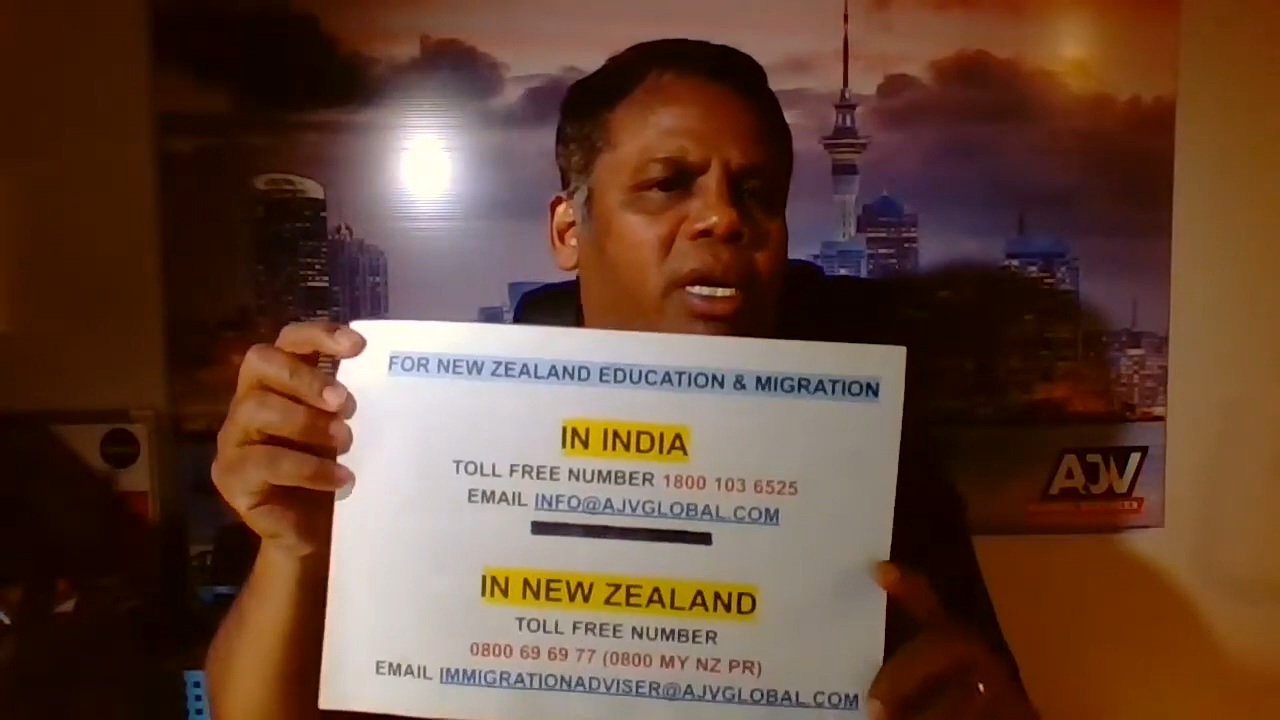 FOR NEW ZEALAND EDUCATION & MIGRATION
IN INDIA
TOLL FREE NUMBER 1800 103 6525
EMAIL INFO@AJVGLOBAL.COM
IN NEW ZEALAND
TOLL FREE NUMBER
0800 69 69 77 (0800 MY NZ PR)
EMAIL IMMIGRATIONADVISER@AJVGLOBAL.COM
AJV